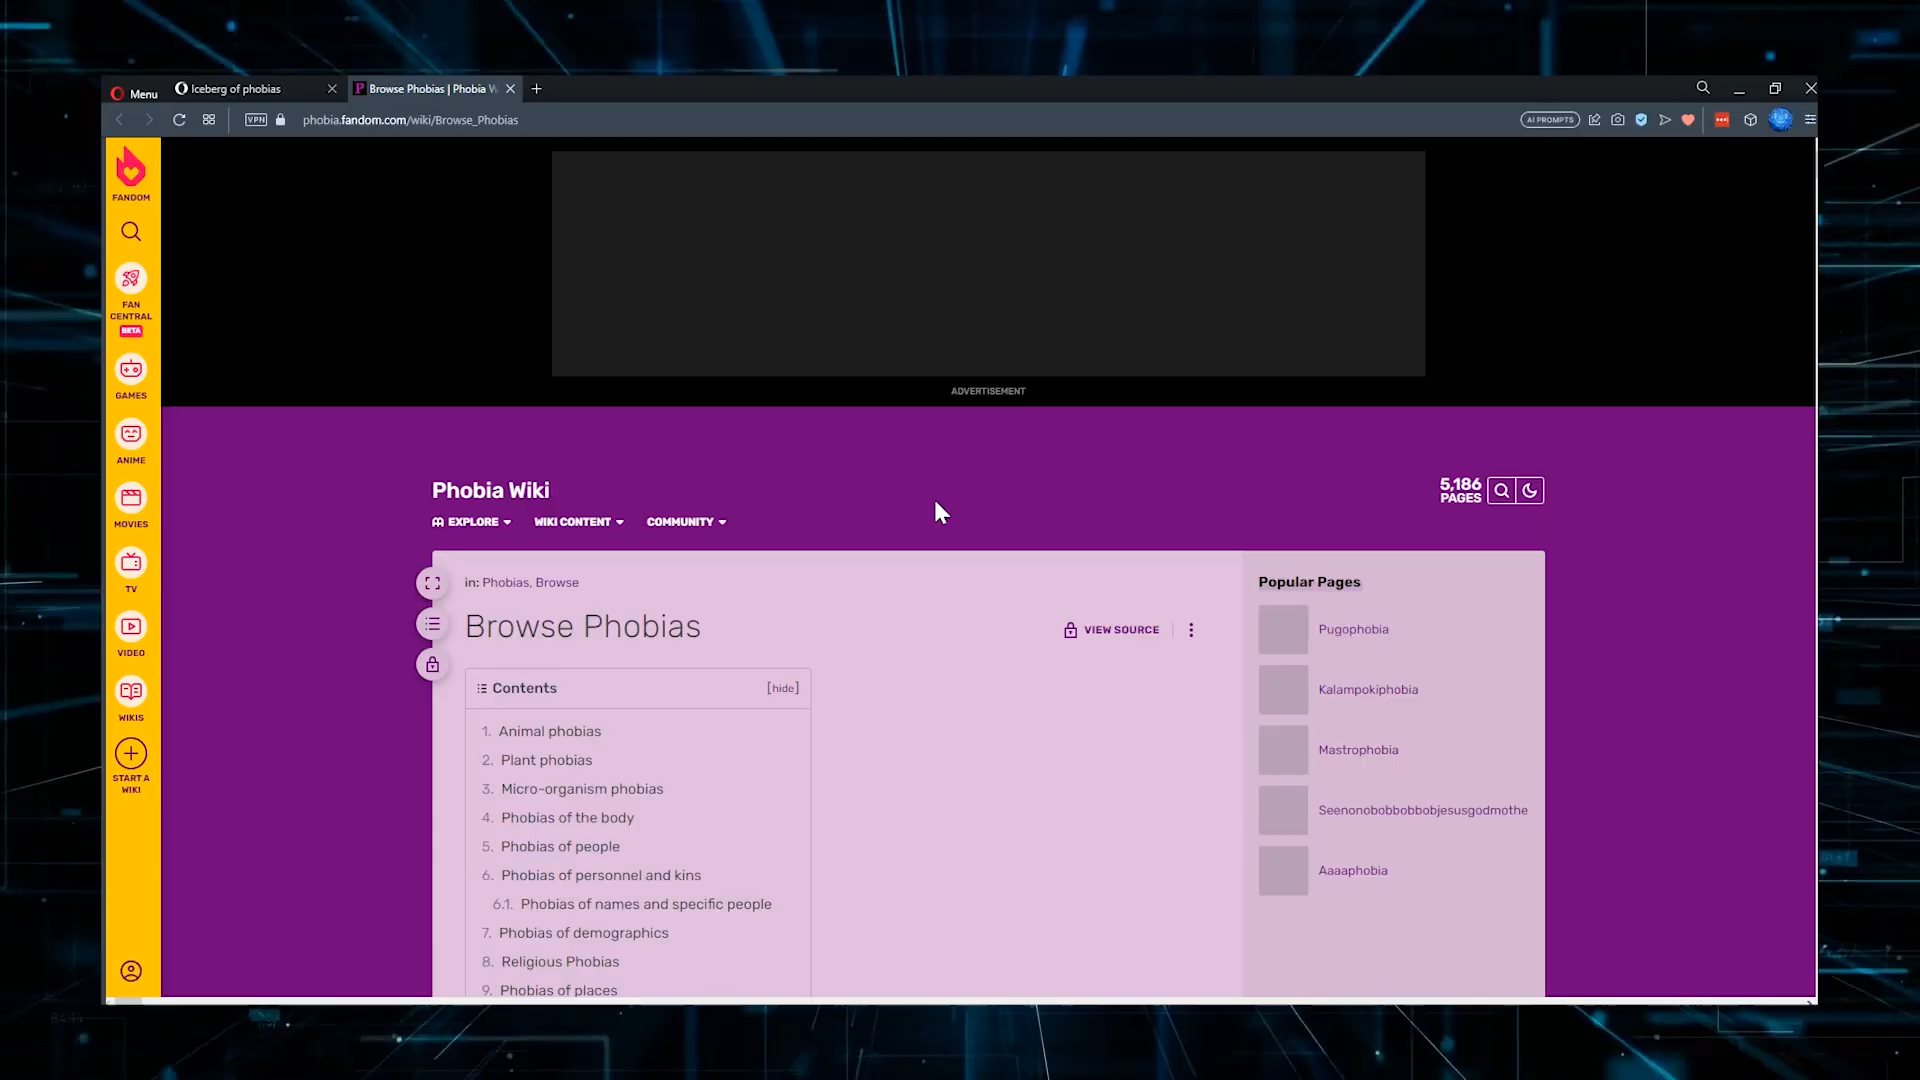 Menu
Iceberg of phobias
Browse Phobias | Phobia W
VPN
phobia.fandom.com/wiki/Browse_Phobias
AI PROMPTS
FANDOM
FAN
CENTRAL
BETA
GAMES
ANIME
MOVIES
TV
VIDEO
WIKIS
START A
WIKI
ADVERTISEMENT
Phobia Wiki
5,186
PAGES
EXPLORE
WIKI CONTENT
COMMUNITY
in: Phobias, Browse
Browse Phobias
VIEW SOURCE
Contents [hide]
1. Animal phobias
2. Plant phobias
3. Micro-organism phobias
4. Phobias of the body
5. Phobias of people
6. Phobias of personnel and kins
6.1. Phobias of names and specific people
7. Phobias of demographics
8. Religious Phobias
9. Phobias of places
Popular Pages
Pugophobia
Kalampokiphobia
Mastrophobia
Seenonobobbobbobjesusgodmothe
Aaaaphobia